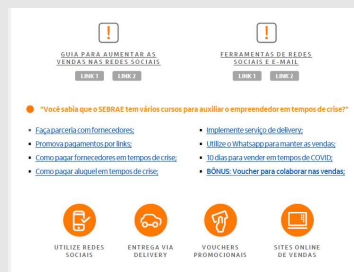 GUIA PARA AUMENTAR AS
VENDAS NAS REDES SOCIAIS
LINK 1 LINK 2
FERRAMENTAS DE REDES
SOCIAIS E E-MAIL
LINK 1 LINK 2
"Você sabia que o SEBRAE tem vários cursos para auxiliar o empreendedor em tempos de crise?"
Faça parceria com fornecedores;
Promova pagamentos por links;
Como pagar fornecedores em tempos de crise;
Como pagar aluguel em tempos de crise;
Implemente serviço de delivery;
Utilize o Whatsapp para manter as vendas;
10 dias para vender em tempos de COVID;
BÔNUS: Voucher para colaborar nas vendas;
UTILIZE REDES
SOCIAIS
ENTREGA VIA
DELIVERY
VOUCHERS
PROMOCIONAIS
SITES ONLINE
DE VENDAS